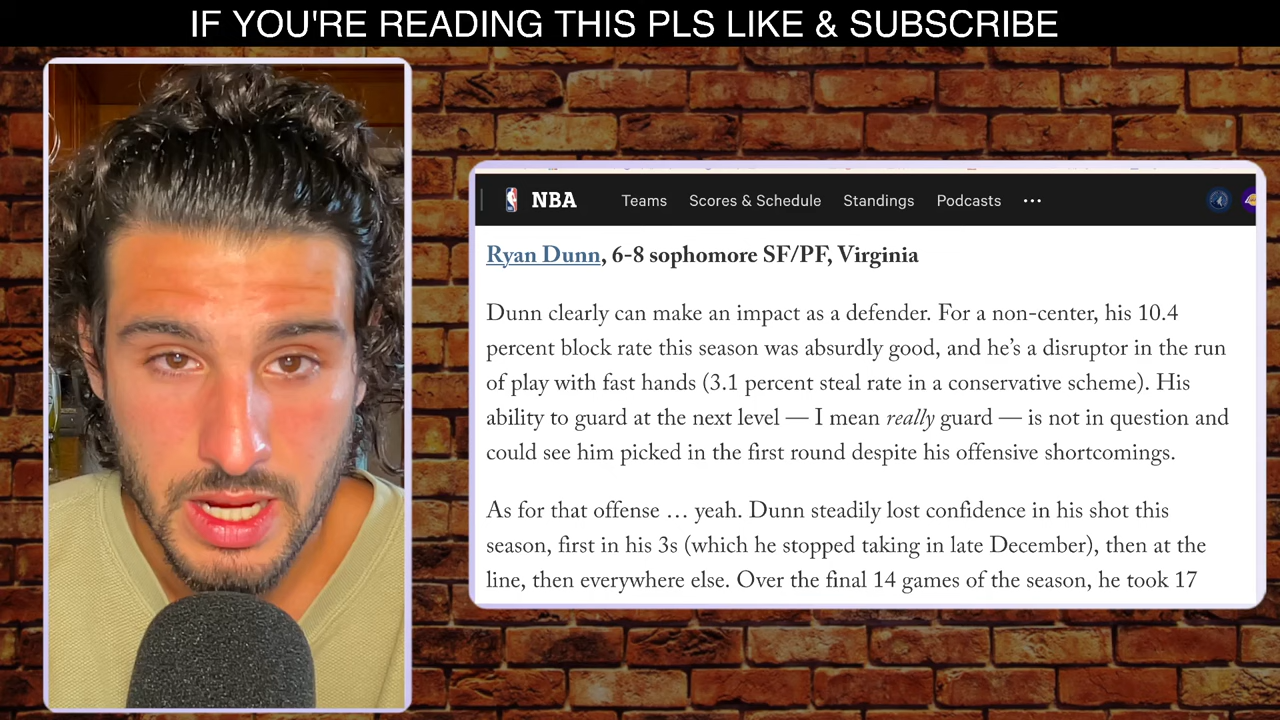 IF YOU'RE READING THIS PLS LIKE & SUBSCRIBE
NBA Teams Scores & Schedule Standings Podcasts ...
Ryan Dunn, 6-8 sophomore SF/PF, Virginia
Dunn clearly can make an impact as a defender. For a non-center, his 10.4
percent block rate this season was absurdly good, and he’s a disruptor in the run
of play with fast hands (3.1 percent steal rate in a conservative scheme). His
ability to guard at the next level — I mean really guard — is not in question and
could see him picked in the first round despite his offensive shortcomings.
As for that offense … yeah. Dunn steadily lost confidence in his shot this
season, first in his 3s (which he stopped taking in late December), then at the
line, then everywhere else. Over the final 14 games of the season, he took 17